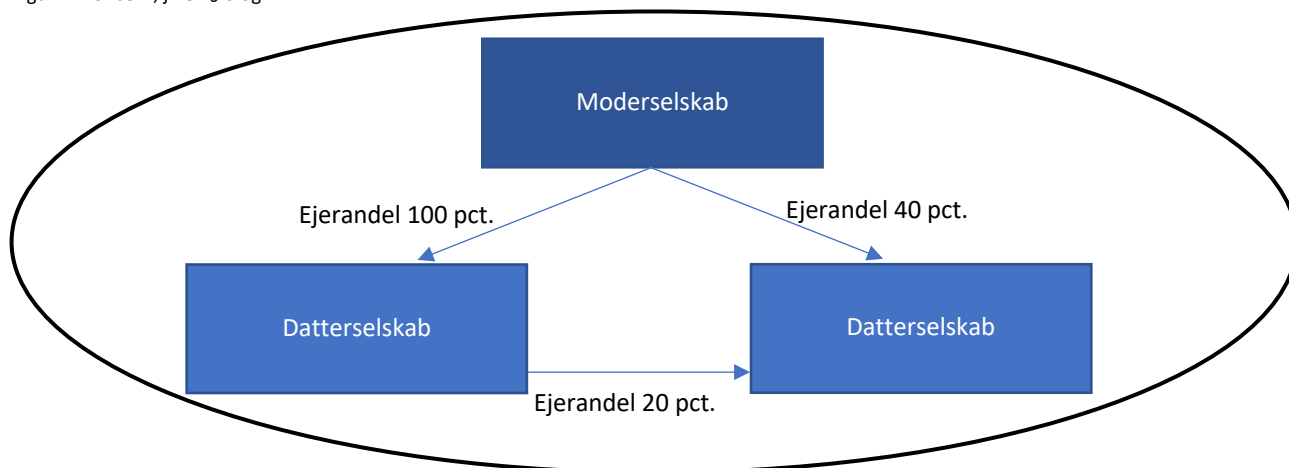 Moderselskab
Ejerandel 100 pct.
Ejerandel 40 pct.
Datterselskab
Datterselskab
Ejerandel 20 pct.